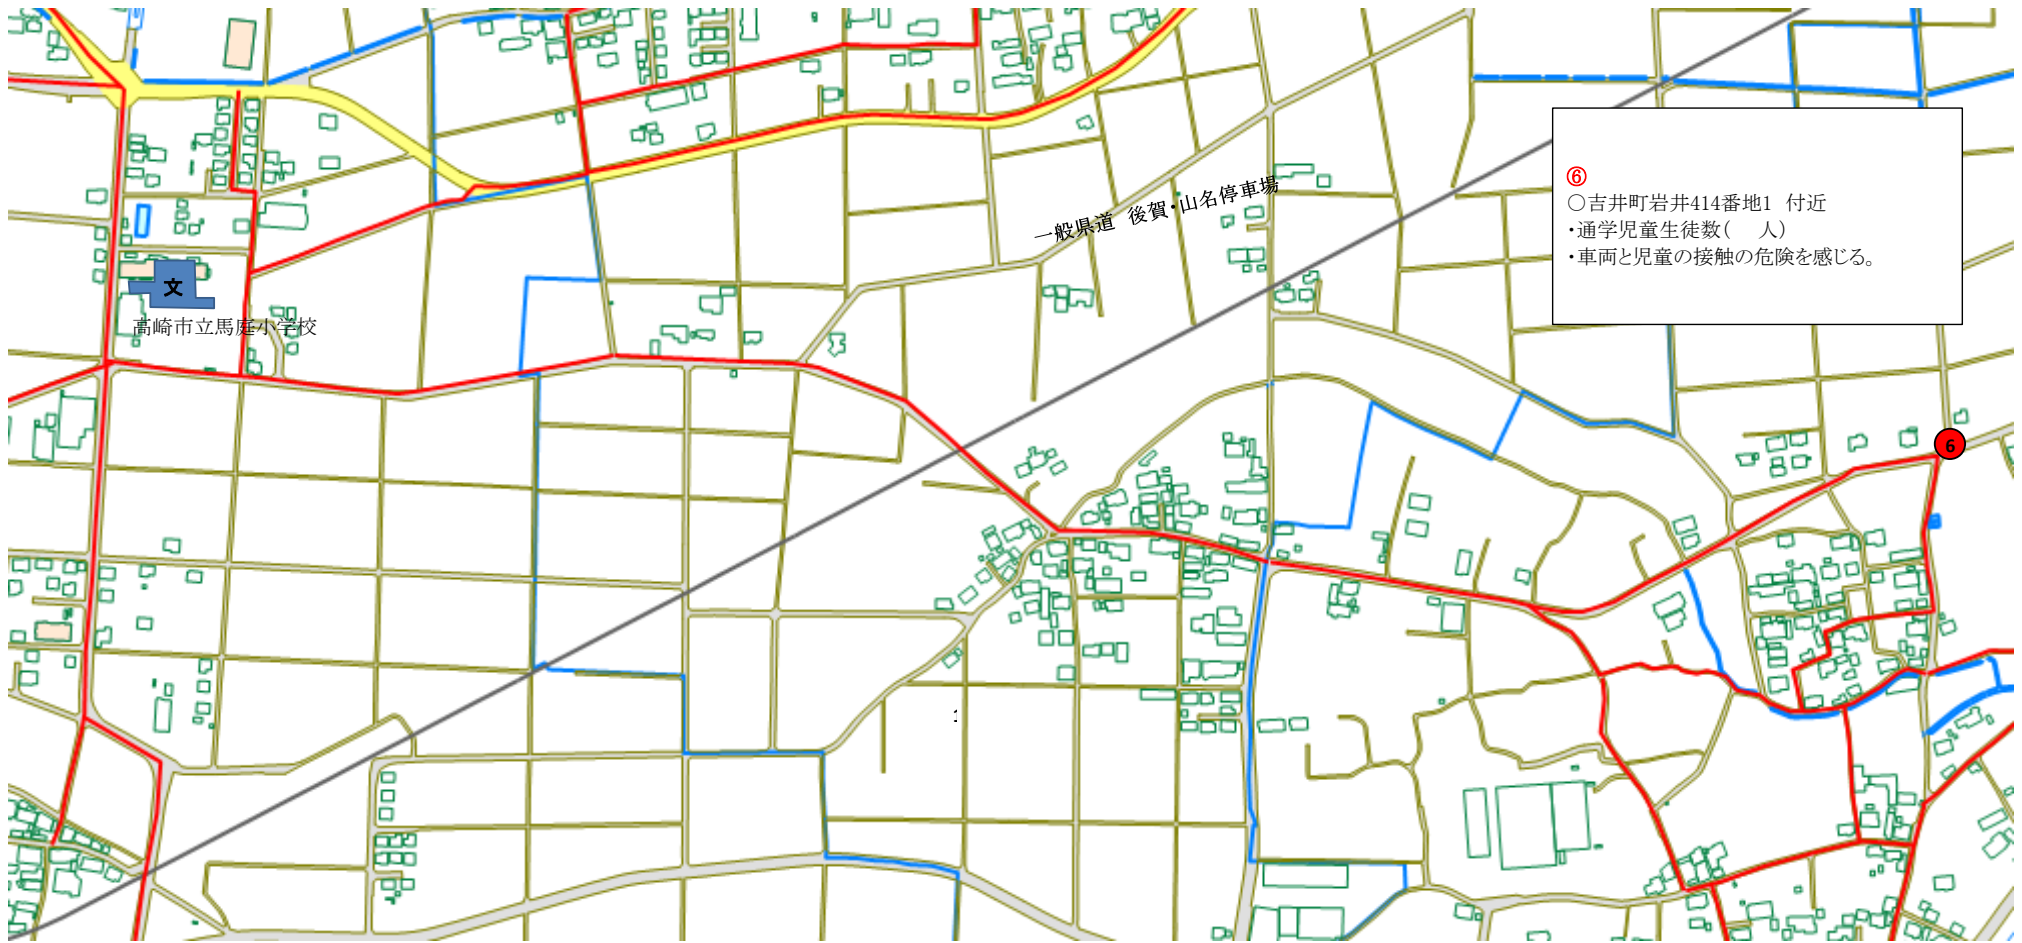 一般県道 後賀・山名停車場
⑥
○吉井町岩井414番地1 付近
・通学児童生徒数( 人)
・車両と児童の接触の危険を感じる。
文
高崎市立馬庭小学校
6